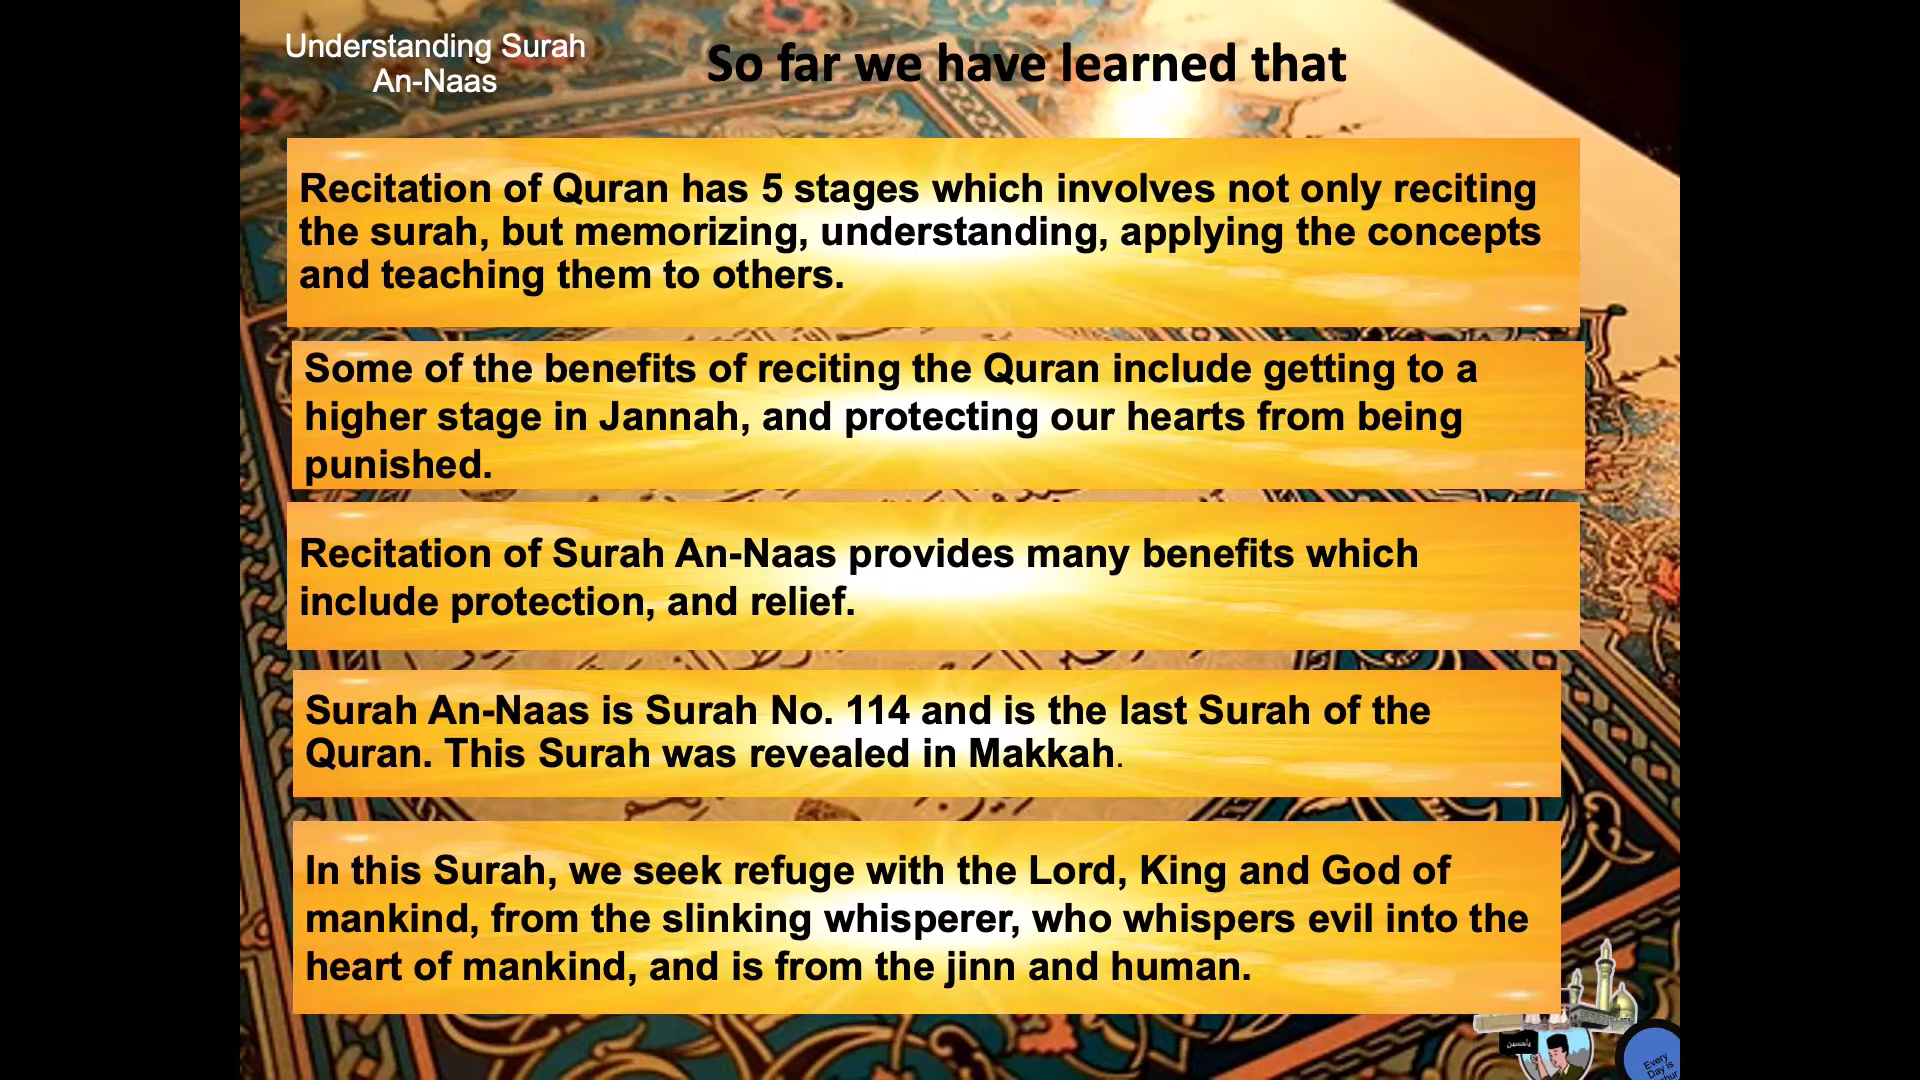 Understanding Surah
An-Naas
So far we have learned that
Recitation of Quran has 5 stages which involves not only reciting
the surah, but memorizing, understanding, applying the concepts
and teaching them to others.
Some of the benefits of reciting the Quran include getting to a
higher stage in Jannah, and protecting our hearts from being
punished.
Recitation of Surah An-Naas provides many benefits which
include protection, and relief.
Surah An-Naas is Surah No. 114 and is the last Surah of the
Quran. This Surah was revealed in Makkah.
In this Surah, we seek refuge with the Lord, King and God of
mankind, from the slinking whisperer, who whispers evil into the
heart of mankind, and is from the jinn and human.
ياحسين
Every
Day is